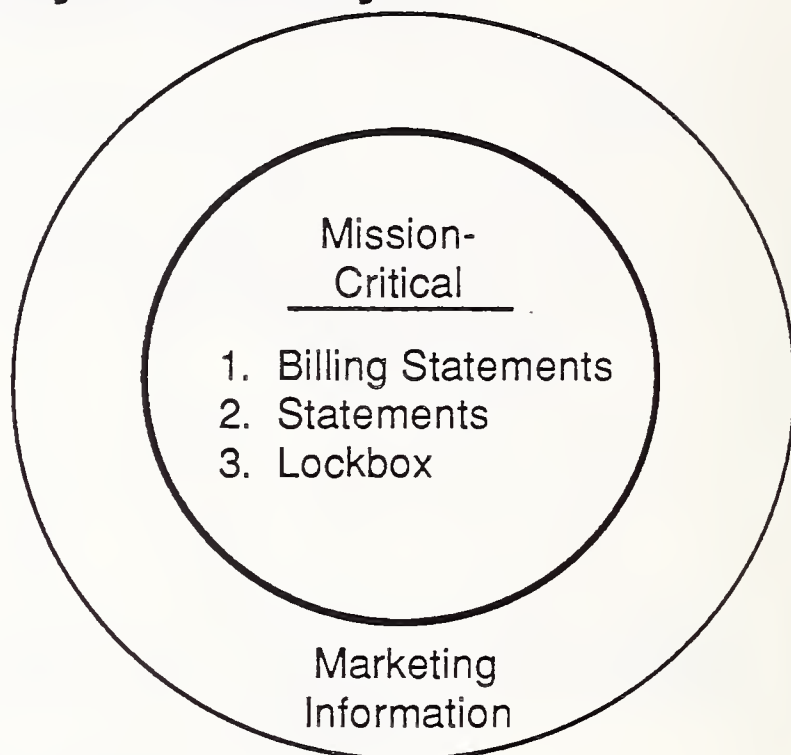 Mission-
Critical
1. Billing Statements
2. Statements
3. Lockbox
Marketing
Information